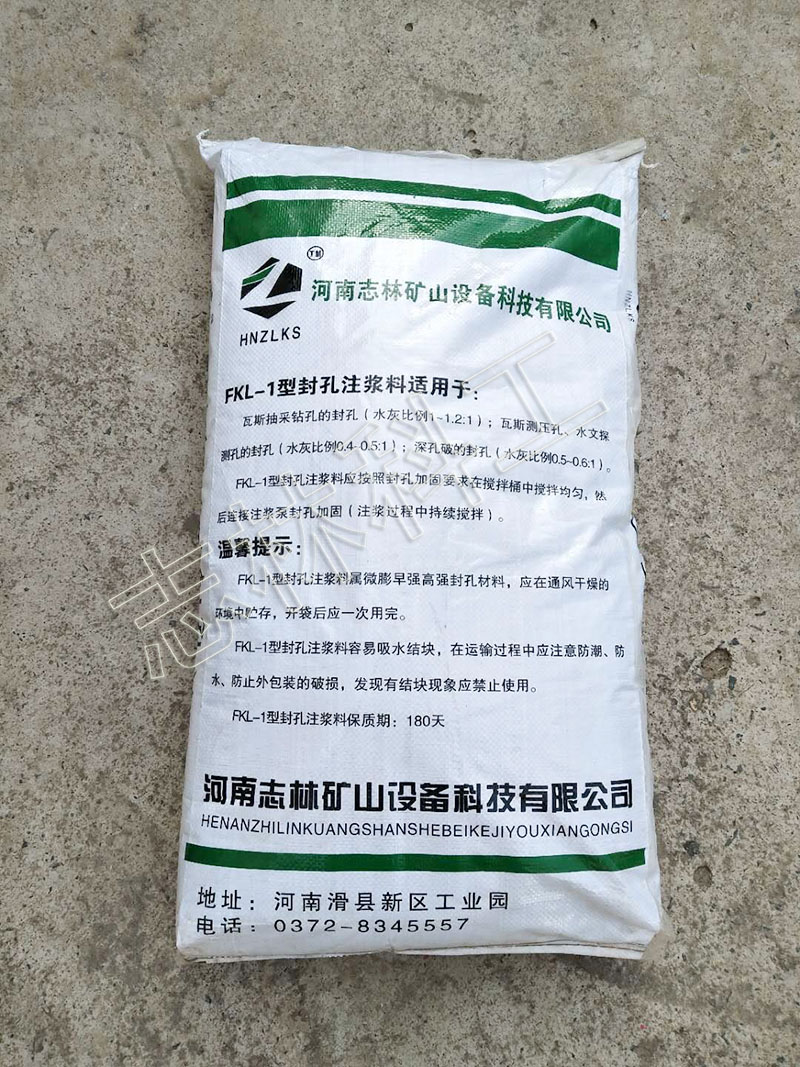 TM
HNZLKS
河南志林矿山设备科技有限公司
FKL-1型封孔注浆料适用于：
瓦斯抽采钻孔的封孔（水灰比例1~1.2:1）；瓦斯测压孔、水文探
测孔的封孔（水灰比例0.4~0.5:1）；深孔破的封孔（水灰比例0.5~0.6:1）。
FKL-1型封孔注浆料应按照封孔加固要求在搅拌桶中搅拌均匀，然
后连接注浆泵封孔加固（注浆过程中持续搅拌）。
温馨提示：
FKL-1型封孔注浆料属微膨早强高强封孔材料，应在通风干燥的
环境中贮存，开袋后应一次用完。
FKL-1型封孔注浆料容易吸水结块，在运输过程中应注意防潮、防
水、防止外包装的破损，发现有结块现象应禁止使用。
FKL-1型封孔注浆料保质期：180天
河南志林矿山设备科技有限公司
HENANZHILINKUANGSHANSHEBEIKEJIYOUXIANGONGSI
地址：河南滑县新区工业园
电话：0372-8345557
HNZLKS
志林科工